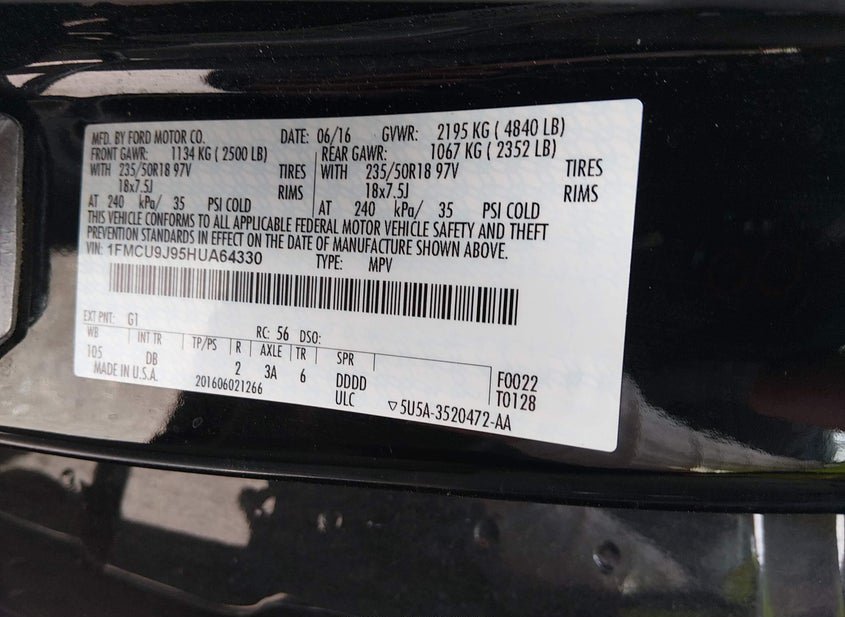 MFD. BY FORD MOTOR CO. DATE: 06/16 GVWR: 2195 KG ( 4840 LB)
FRONT GAWR: 1134 KG ( 2500 LB) REAR GAWR: 1067 KG ( 2352 LB)
WITH 235/50R18 97V TIRES WITH 235/50R18 97V TIRES
18x7.5J RIMS 18x7.5J RIMS
AT 240 kPa/ 35 PSI COLD AT 240 kPa/ 35 PSI COLD
THIS VEHICLE CONFORMS TO ALL APPLICABLE FEDERAL MOTOR VEHICLE SAFETY AND THEFT
PREVENTION STANDARDS IN EFFECT ON THE DATE OF MANUFACTURE SHOWN ABOVE.
VIN: 1FMCU9J95HUA64330 TYPE: MPV
EXT PNT: G1 RC: 56 DSO:
WB INT TR TP/PS R AXLE TR SPR
105 DB 2 3A 6 DDDD F0022
MADE IN U.S.A. 201606021266 ULC ▽5U5A-3520472-AA T0128